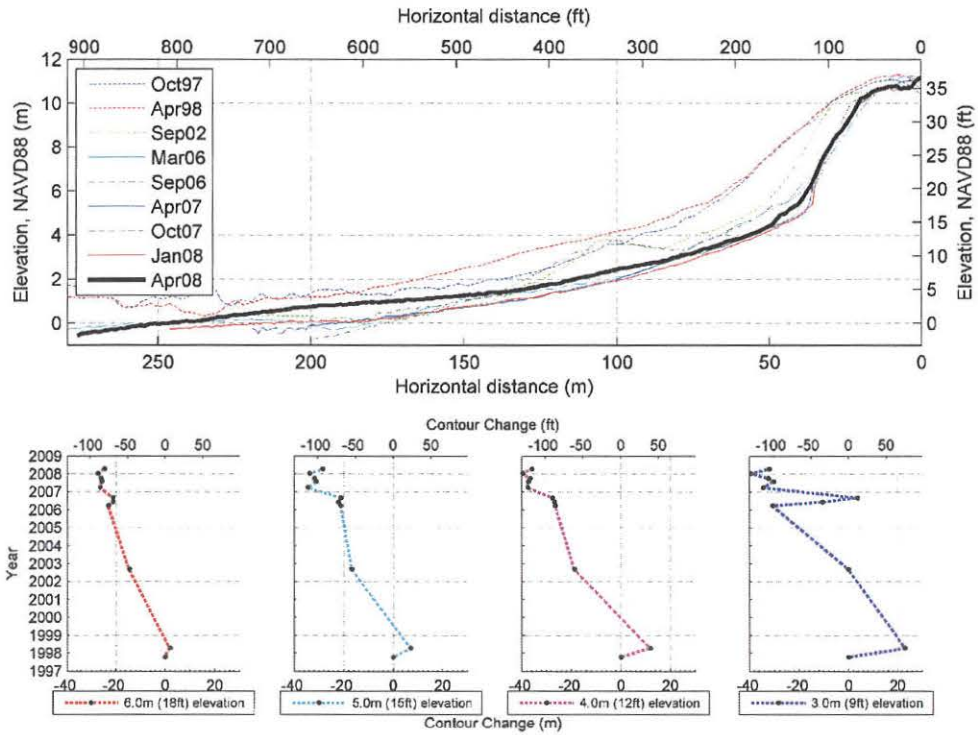 Horizontal distance (ft)
900 800 700 600 500 400 300 200 100 0
12
10
8
6
4
2
0
Elevation, NAVD88 (m)
Oct97
Apr98
Sep02
Mar06
Sep06
Apr07
Oct07
Jan08
Apr08
35
30
25
20
15
10
5
0
Elevation, NAVD88 (ft)
250 200 150 100 50 0
Horizontal distance (m)
Contour Change (ft)
-100 -50 0 50 -100 -50 0 50 -100 -50 0 50 -100 -50 0 50
2009
2008
2007
2006
2005
2004
2003
2002
2001
2000
1999
1998
1997
Year
-40 -20 0 20 -40 -20 0 20 -40 -20 0 20 -40 -20 0 20
6.0m (18ft) elevation 5.0m (15ft) elevation 4.0m (12ft) elevation 3.0m (9ft) elevation
Contour Change (m)